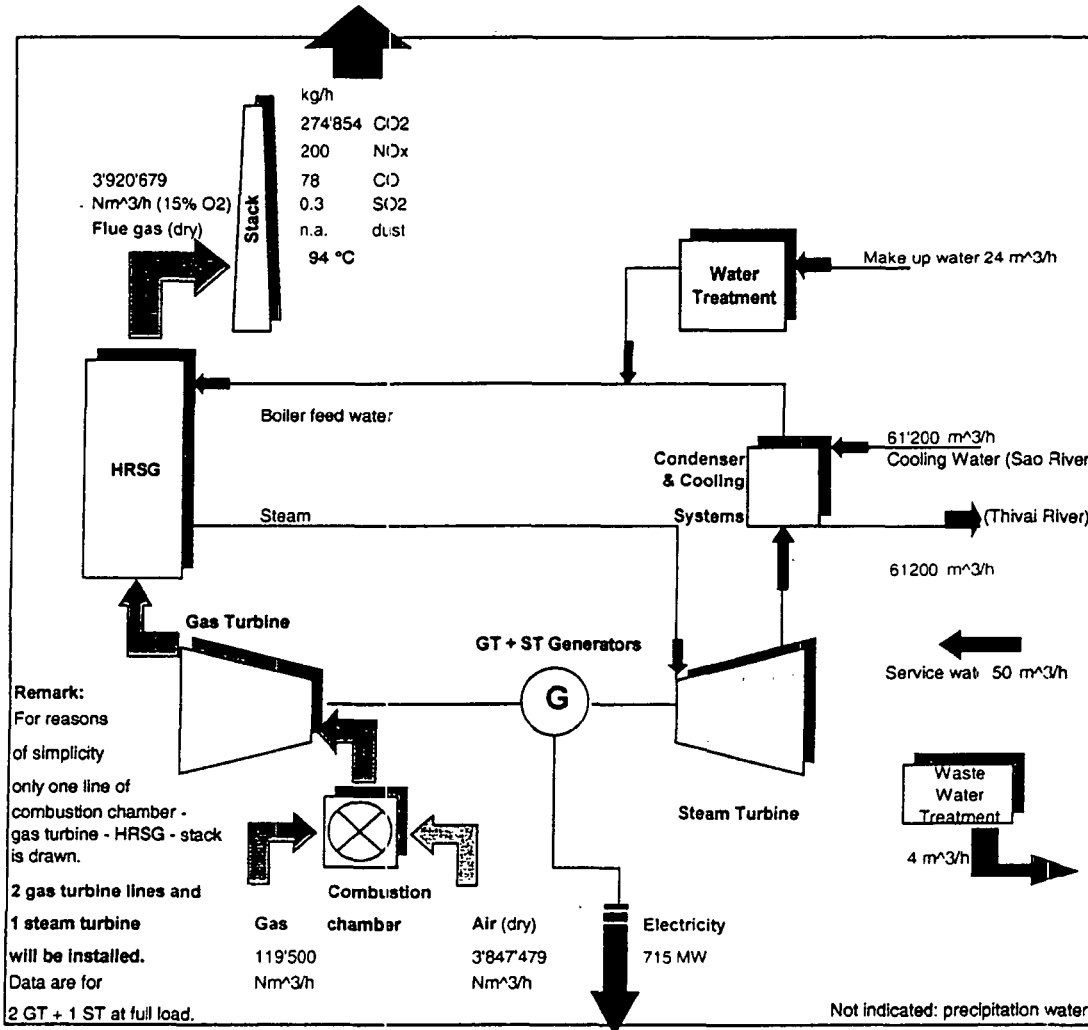 kg/h
274'854 CO2
200 NOx
78 CO
0.3 SO2
n.a. dust
94 °C
3'920'679
Nm^3/h (15% O2)
Flue gas (dry)
Stack
Water
Treatment
Make up water 24 m^3/h
Boiler feed water
HRSG
Condenser
& Cooling
Systems
61'200 m^3/h
Cooling Water (Sao River
(Thivai River)
61200 m^3/h
Steam
Gas Turbine
GT + ST Generators
G
Service wat 50 m^3/h
Steam Turbine
Waste
Water
Treatment
4 m^3/h
Remark:
For reasons
of simplicity
only one line of
combustion chamber -
gas turbine - HRSG - stack
is drawn.
2 gas turbine lines and
1 steam turbine
will be installed.
Data are for
2 GT + 1 ST at full load.
Combustion
chamber
Gas
119'500
Nm^3/h
Air (dry)
3'847'479
Nm^3/h
Electricity
715 MW
Not indicated: precipitation water